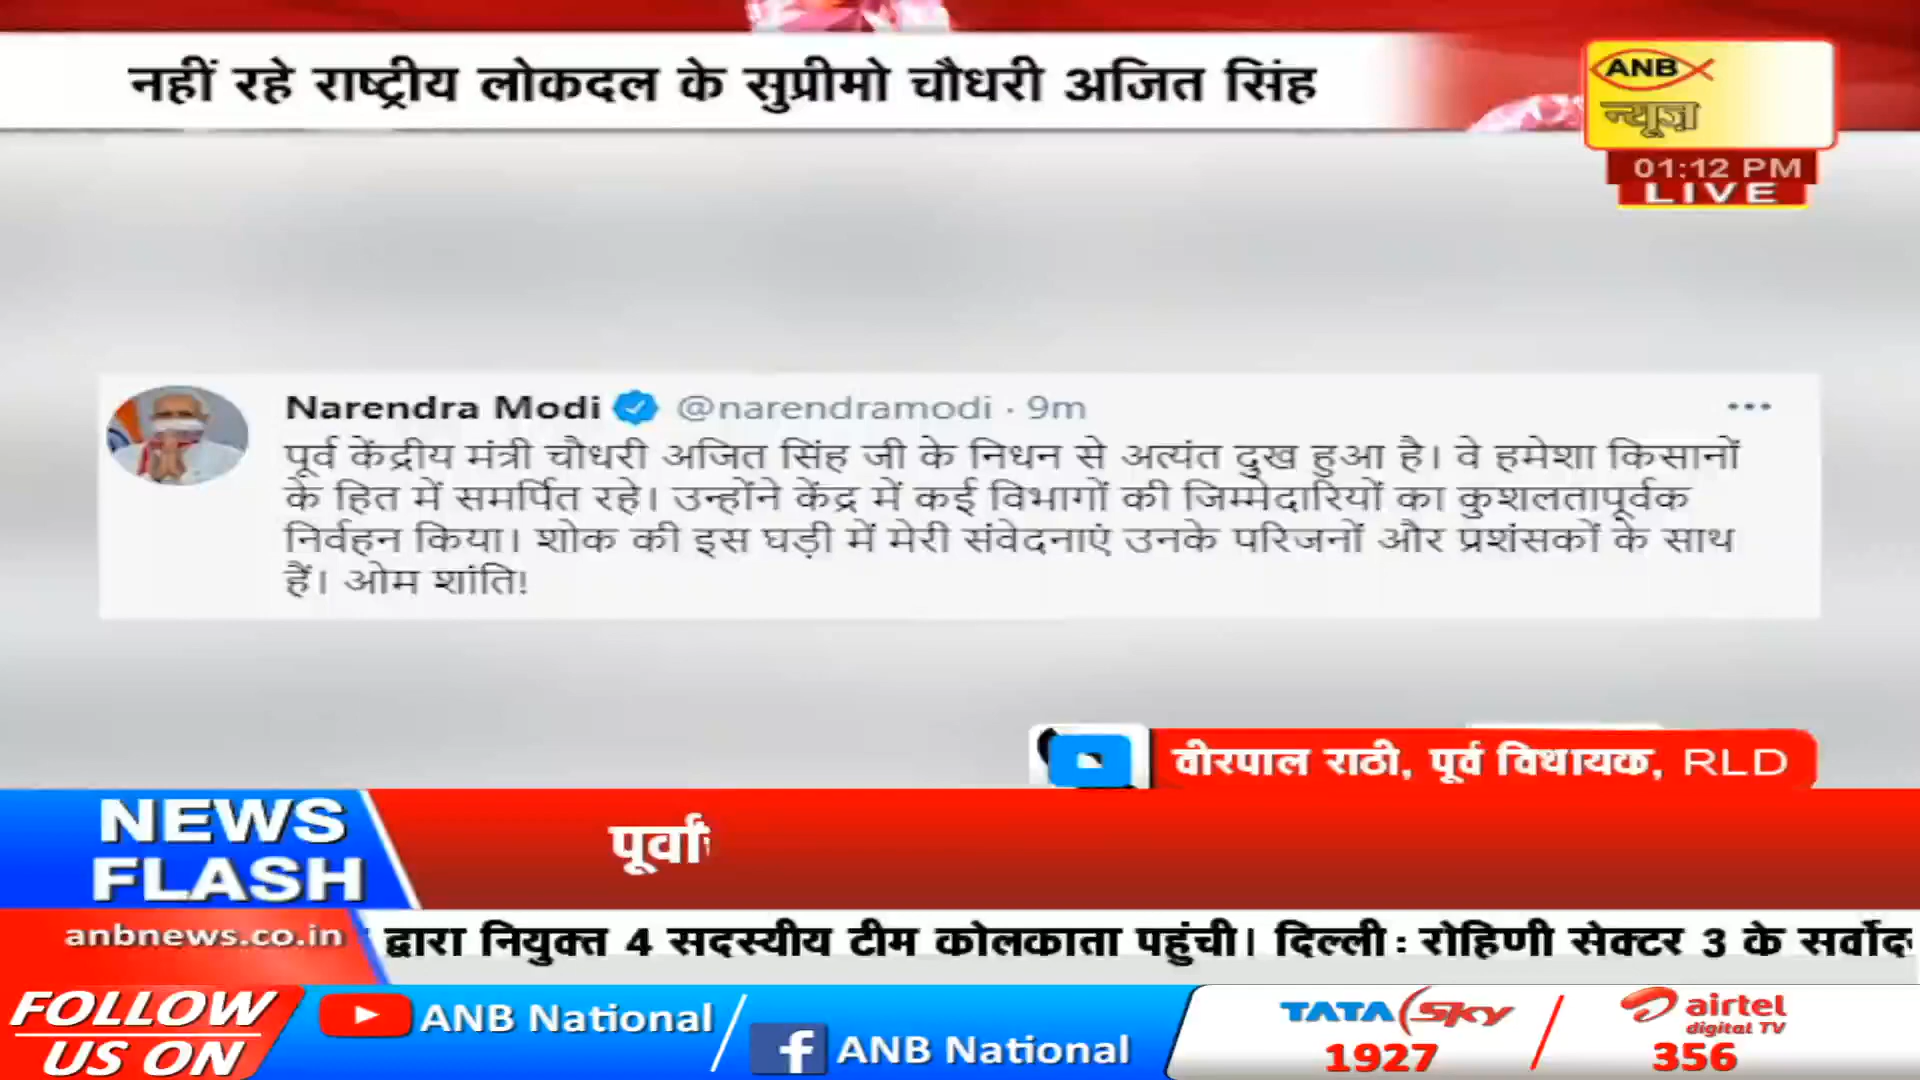 नहीं रहे राष्ट्रीय लोकदल के सुप्रीमो चौधरी अजित सिंह
ANB
न्यूज़
01:12 PM
LIVE
Narendra Modi @narendramodi · 9m
पूर्व केंद्रीय मंत्री चौधरी अजित सिंह जी के निधन से अत्यंत दुख हुआ है। वे हमेशा किसानों
के हित में समर्पित रहे। उन्होंने केंद्र में कई विभागों की जिम्मेदारियों का कुशलतापूर्वक
निर्वहन किया। शोक की इस घड़ी में मेरी संवेदनाएं उनके परिजनों और प्रशंसकों के साथ
हैं। ओम शांति!
वीरपाल राठी, पूर्व विधायक, RLD
NEWS
FLASH
anbnews.co.in
द्वारा नियुक्त 4 सदस्यीय टीम कोलकाता पहुंची। दिल्ली: रोहिणी सेक्टर 3 के
FOLLOW
US ON
ANB National
ANB National
TATA Sky
1927
airtel
digital TV
356